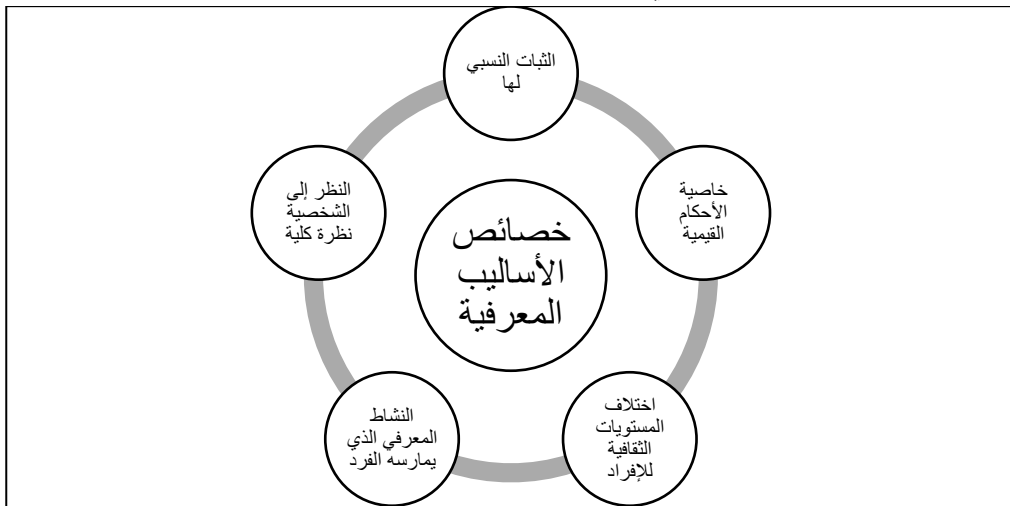 الثبات النسبي
لها
خاصية
الأحكام
القيمية
اختلاف
المستويات
الثقافية
للإفراد
النشاط
المعرفي الذي
يمارسه الفرد
النظر إلى
الشخصية
نظرة كلية
خصائص
الأساليب
المعرفية